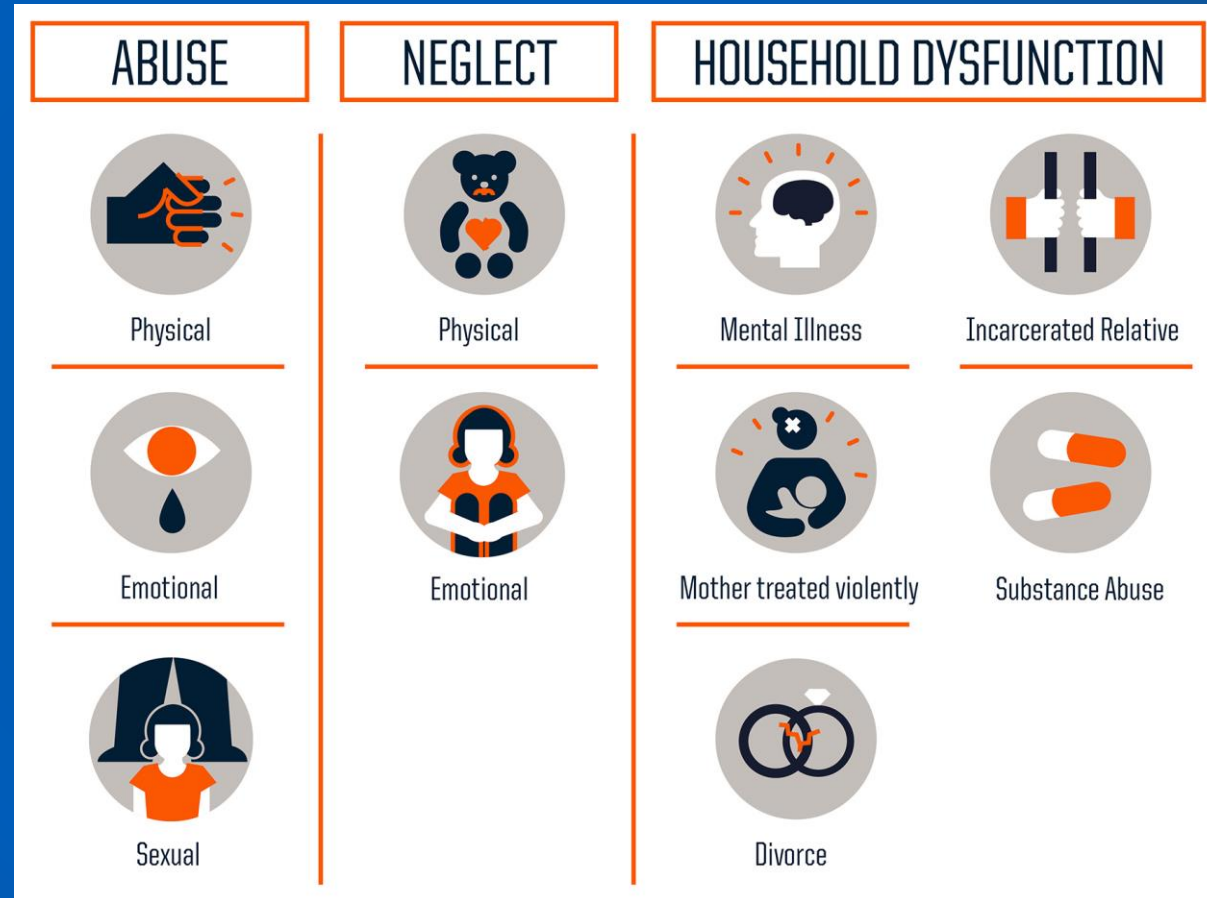 ABUSE
NEGLECT
HOUSEHOLD DYSFUNCTION
Physical
Emotional
Sexual
Physical
Emotional
Mental Illness
Incarcerated Relative
Mother treated violently
Substance Abuse
Divorce